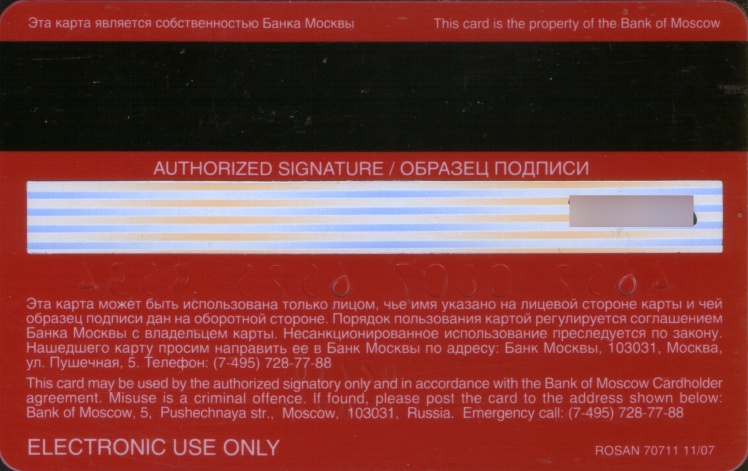 Эта карта является собственностью Банка Москвы
This card is the property of the Bank of Moscow
AUTHORIZED SIGNATURE / ОБРАЗЕЦ ПОДПИСИ
Эта карта может быть использована только лицом, чье имя указано на лицевой стороне карты и чей
образец подписи дан на оборотной стороне. Порядок пользования картой регулируется соглашением
Банка Москвы с владельцем карты. Несанкционированное использование преследуется по закону.
Нашедшего карту просим направить ее в Банк Москвы по адресу: Банк Москвы, 103031, Москва,
ул. Пушечная, 5. Телефон: (7-495) 728-77-88
This card may be used by the authorized signatory only and in accordance with the Bank of Moscow Cardholder
agreement. Misuse is a criminal offence. If found, please post the card to the address shown below:
Bank of Moscow, 5, Pushechnaya str., Moscow, 103031, Russia. Emergency call: (7-495) 728-77-88
ELECTRONIC USE ONLY
ROSAN 70711 11/07